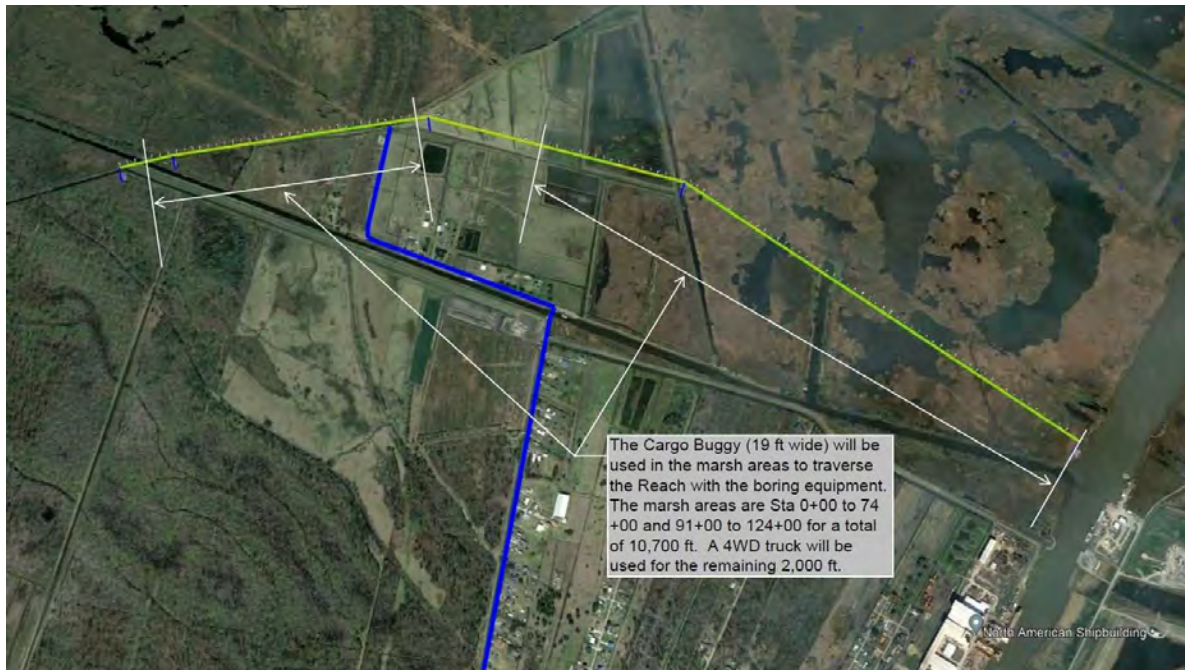 The Cargo Buggy (19 ft wide) will be
used in the marsh areas to traverse
the Reach with the boring equipment.
The marsh areas are Sta 0+00 to 74
+00 and 91+00 to 124+00 for a total
of 10,700 ft.  A 4WD truck will be
used for the remaining 2,000 ft.
North American Shipbuilding